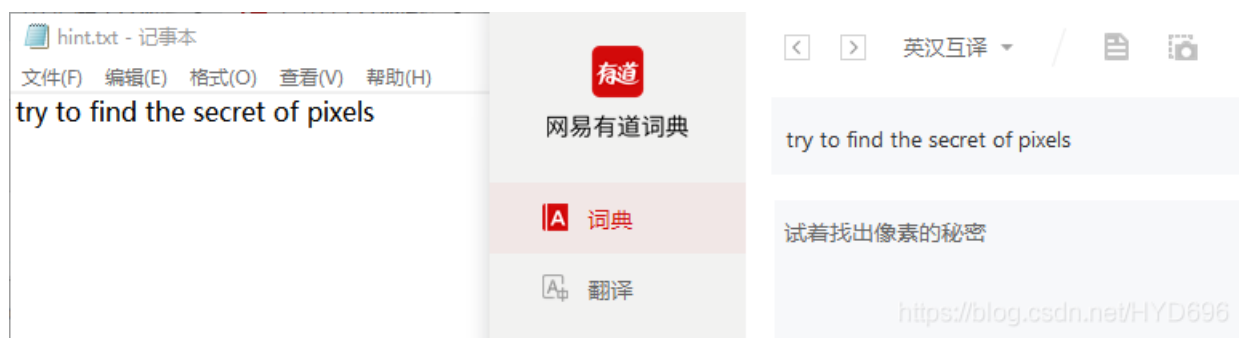 hint.txt - 记事本
文件(F) 编辑(E) 格式(O) 查看(V) 帮助(H)
try to find the secret of pixels
有道
网易有道词典
A 词典
A中 翻译
英汉互译
try to find the secret of pixels
试着找出像素的秘密
https://blog.csdn.net/HYD696